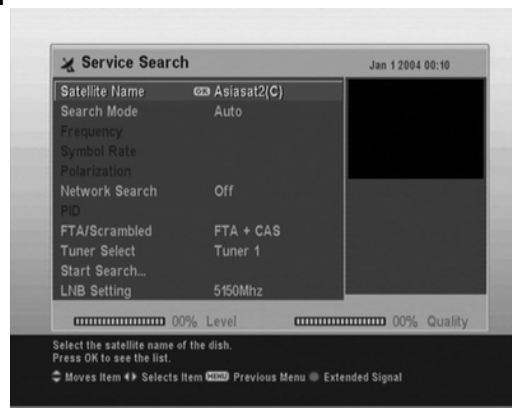 Service Search
Jan 1 2004 00:10
Satellite Name OK Asiasat2(C)
Search Mode Auto
Frequency
Symbol Rate
Polarization
Network Search Off
PID
FTA/Scrambled FTA + CAS
Tuner Select Tuner 1
Start Search...
LNB Setting 5150Mhz
00% Level 00% Quality
Select the satellite name of the dish.
Press OK to see the list.
Moves Item Selects Item MENU Previous Menu Extended Signal